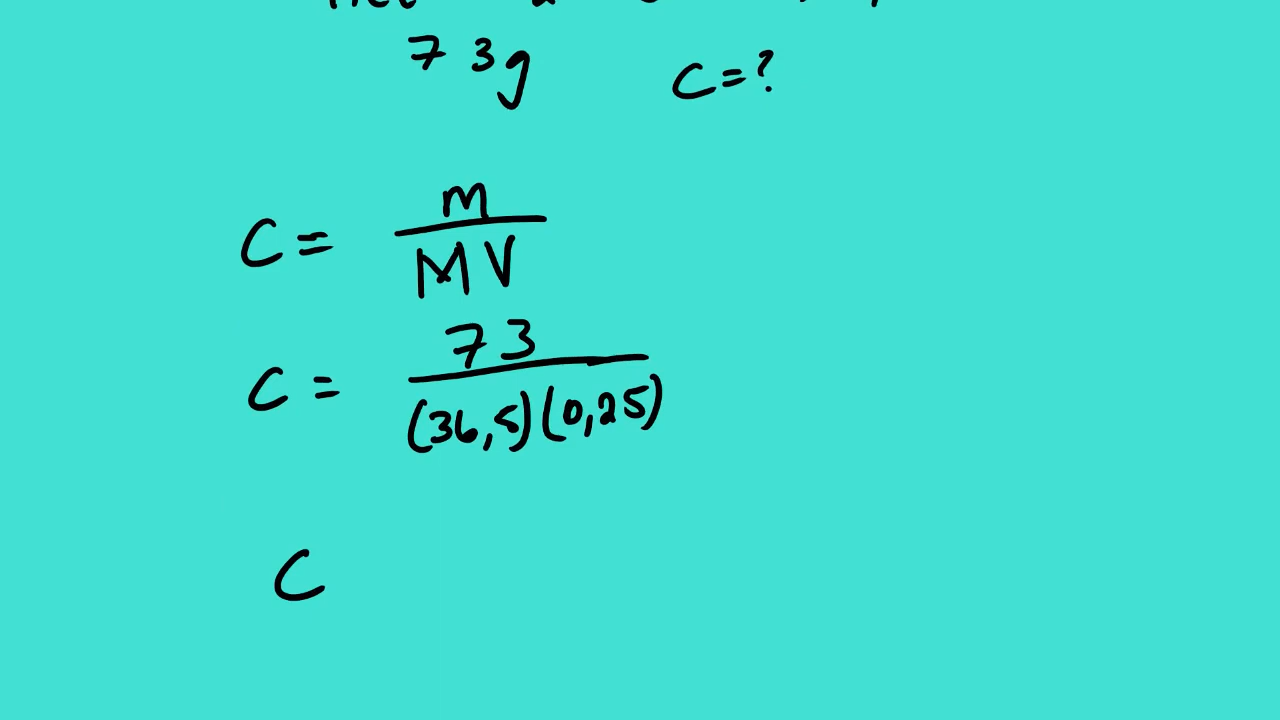 73g C=?
C = m / MV
C = 73 / (36,5)(0,25)
C